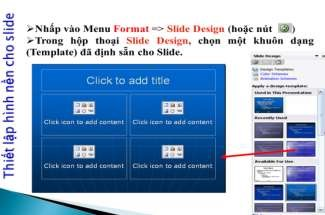 Thiết lập hình nền cho slide
➢Nhấp vào Menu Format => Slide Design (hoặc nút )
➢Trong hộp thoại Slide Design, chọn một khuôn dạng
(Template) đã định sẵn cho Slide.
Click to add title
Click icon to add content Click icon to add content
Click icon to add content Click icon to add content
Slide Design
Design Templates
Color Schemes
Animation Schemes
Apply a design template:
Used in This Presentation
Recently Used
Available For Use